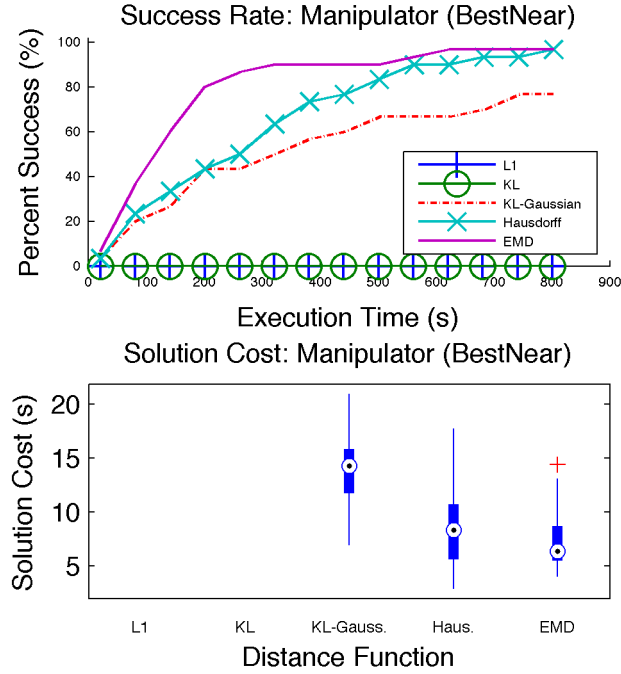 Success Rate: Manipulator (BestNear)
Percent Success (%)
100
80
60
40
20
0
L1
KL
KL-Gaussian
Hausdorff
EMD
0 100 200 300 400 500 600 700 800 900
Execution Time (s)
Solution Cost: Manipulator (BestNear)
Solution Cost (s)
20
15
10
5
L1 KL KL-Gauss. Haus. EMD
Distance Function